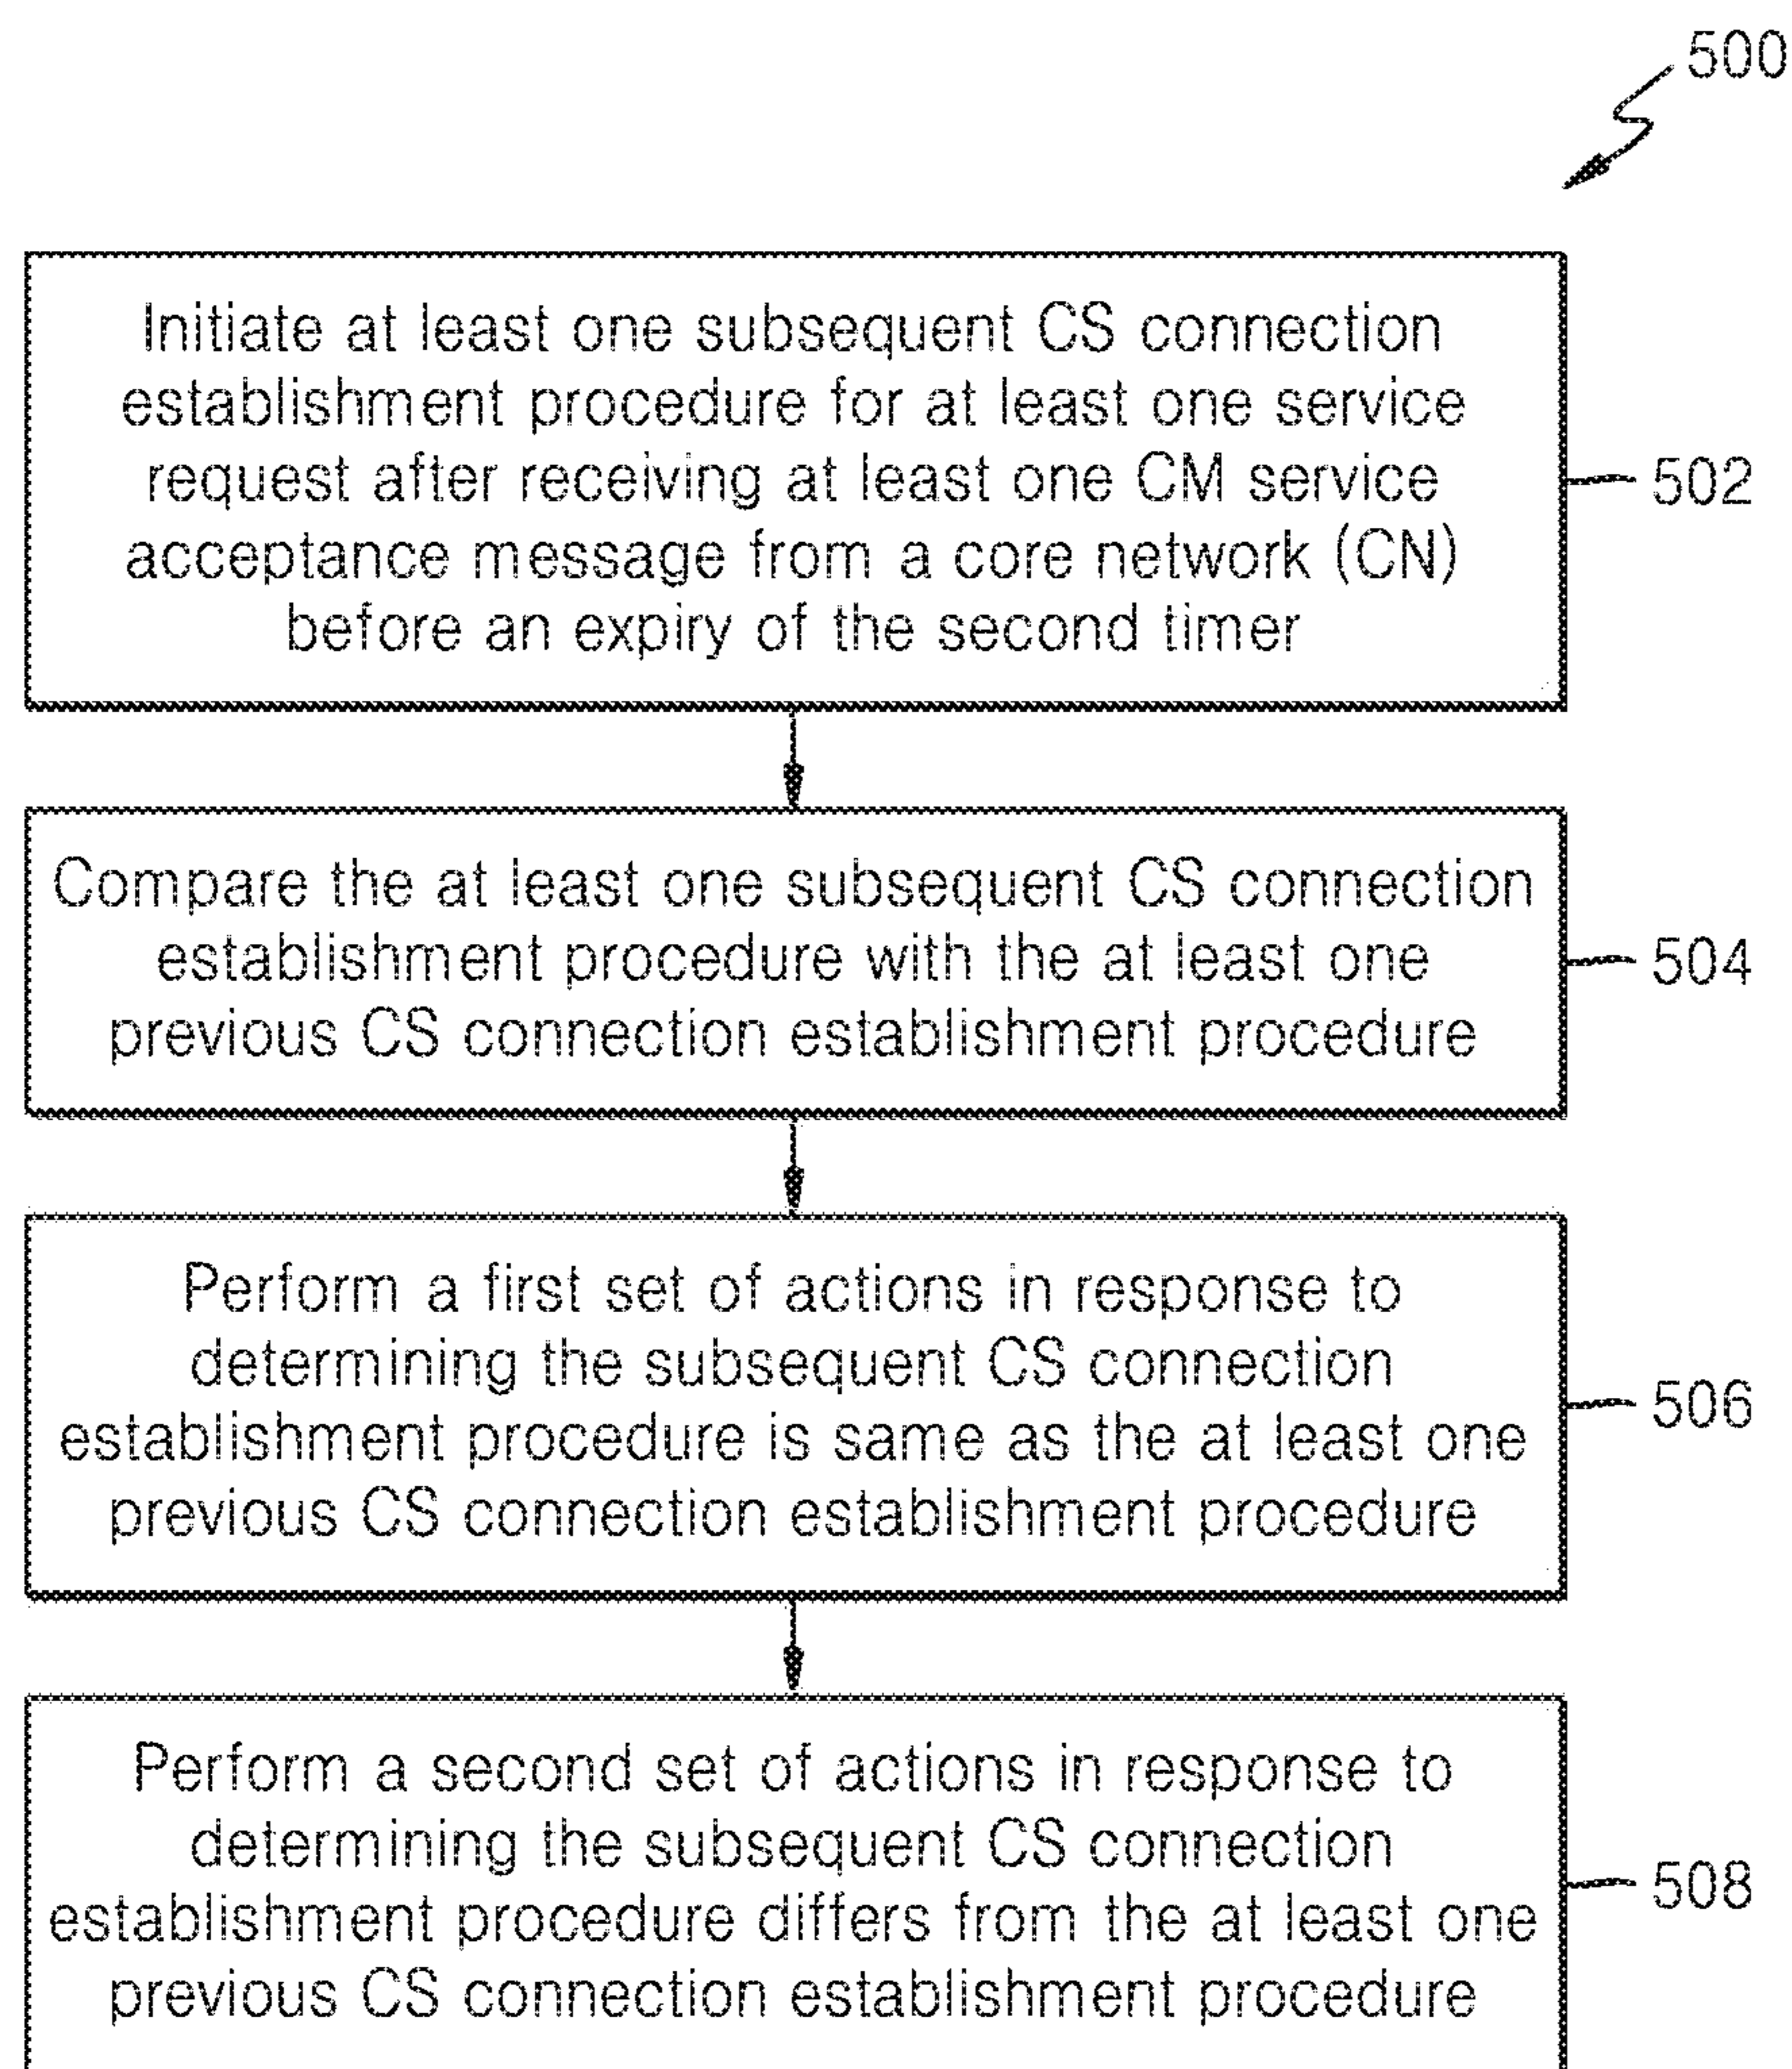 500
Initiate at least one subsequent CS connection
establishment procedure for at least one service
request after receiving at least one CM service
acceptance message from a core network (CN)
before an expiry of the second timer
502
Compare the at least one subsequent CS connection
establishment procedure with the at least one
previous CS connection establishment procedure
504
Perform a first set of actions in response to
determining the subsequent CS connection
establishment procedure is same as the at least one
previous CS connection establishment procedure
506
Perform a second set of actions in response to
determining the subsequent CS connection
establishment procedure differs from the at least one
previous CS connection establishment procedure
508